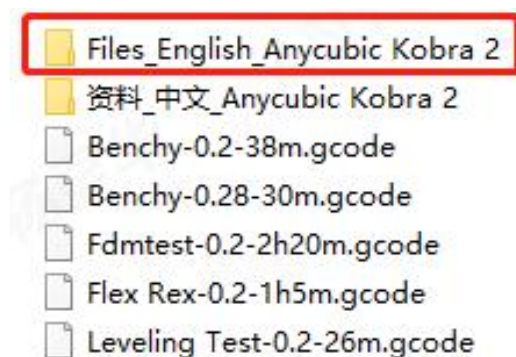 Files_English_Anycubic Kobra 2
资料_中文_Anycubic Kobra 2
Benchy-0.2-38m.gcode
Benchy-0.28-30m.gcode
Fdmtest-0.2-2h20m.gcode
Flex Rex-0.2-1h5m.gcode
Leveling Test-0.2-26m.gcode